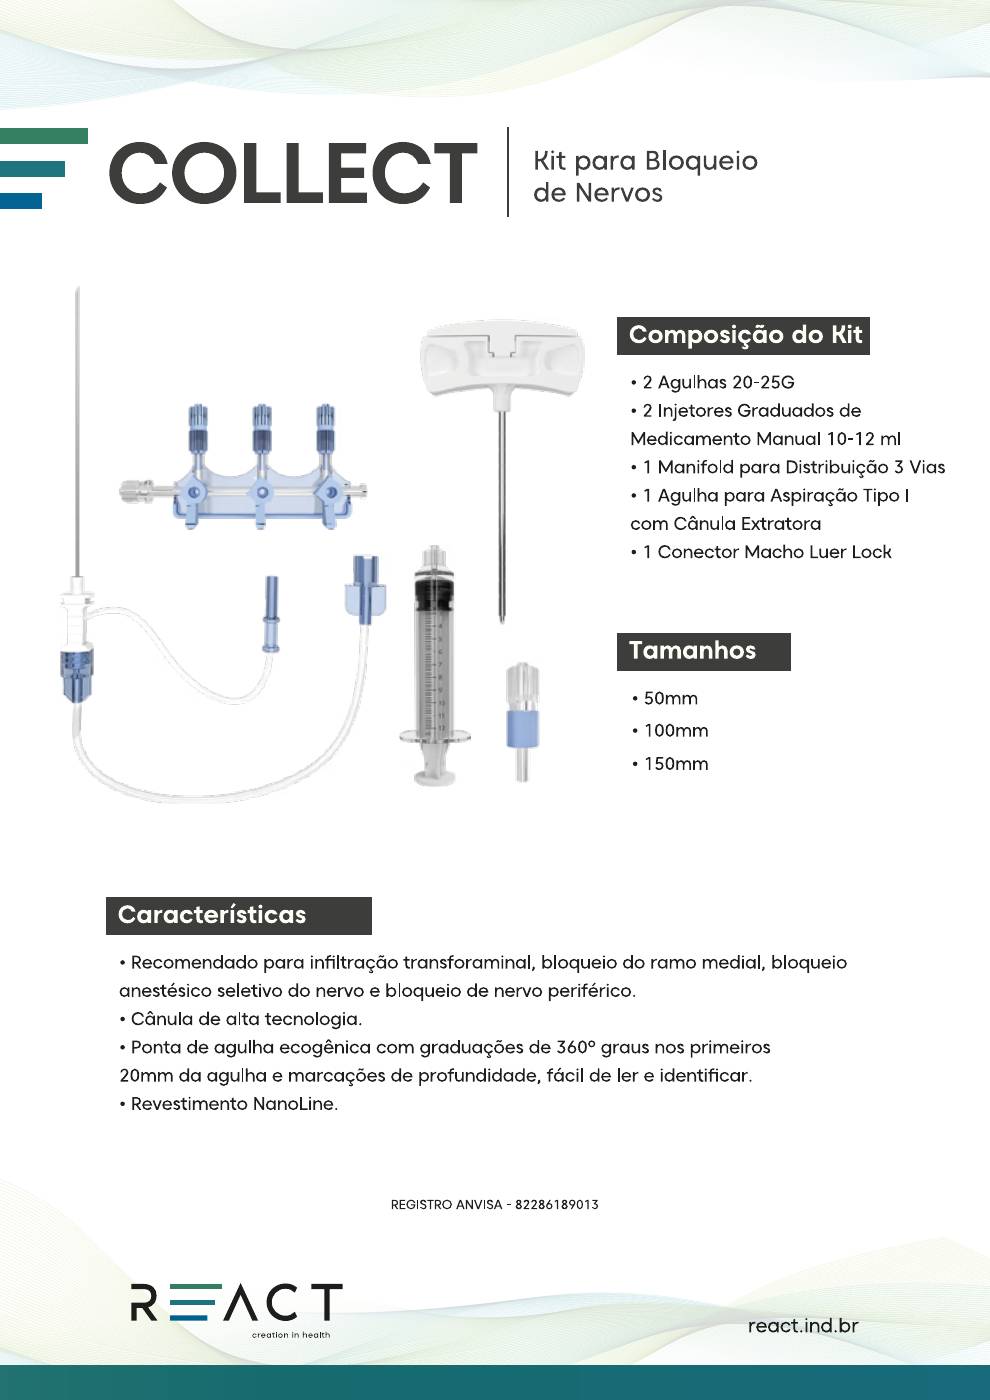 COLLECT
Kit para Bloqueio
de Nervos
Composição do Kit
• 2 Agulhas 20-25G
• 2 Injetores Graduados de
Medicamento Manual 10-12 ml
• 1 Manifold para Distribuição 3 Vias
• 1 Agulha para Aspiração Tipo I
com Cânula Extratora
• 1 Conector Macho Luer Lock
Tamanhos
• 50mm
• 100mm
• 150mm
Características
• Recomendado para infiltração transforaminal, bloqueio do ramo medial, bloqueio
anestésico seletivo do nervo e bloqueio de nervo periférico.
• Cânula de alta tecnologia.
• Ponta de agulha ecogênica com graduações de 360º graus nos primeiros
20mm da agulha e marcações de profundidade, fácil de ler e identificar.
• Revestimento NanoLine.
REGISTRO ANVISA - 82286189013
REACT
creation in health
react.ind.br